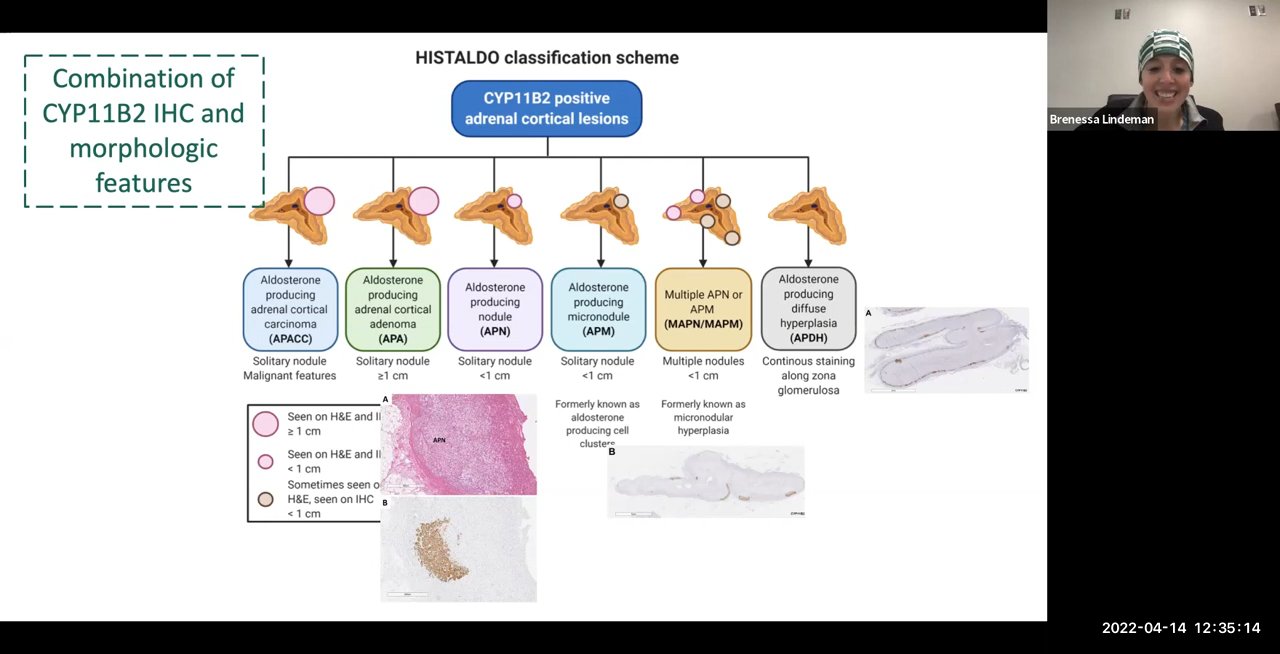 HISTALDO classification scheme
Combination of
CYP11B2 IHC and
morphologic
features
CYP11B2 positive
adrenal cortical lesions
Brenessa Lindeman
Aldosterone
producing
adrenal cortical
carcinoma
(APACC)
Solitary nodule
Malignant features
Aldosterone
producing
adrenal cortical
adenoma
(APA)
Solitary nodule
≥1 cm
Aldosterone
producing
nodule
(APN)
Solitary nodule
<1 cm
Aldosterone
producing
micronodule
(APM)
Solitary nodule
<1 cm
Formerly known as
aldosterone
producing cell
clusters
Multiple APN or
APM
(MAPN/MAPM)
Multiple nodules
<1 cm
Formerly known as
micronodular
hyperplasia
Aldosterone
producing
diffuse
hyperplasia
(APDH)
Continous staining
along zona
glomerulosa
Seen on H&E and
≥ 1 cm
Seen on H&E and
< 1 cm
Sometimes seen
H&E, seen on IHC
< 1 cm
A
APN
B
B
A
2022-04-14 12:35:14